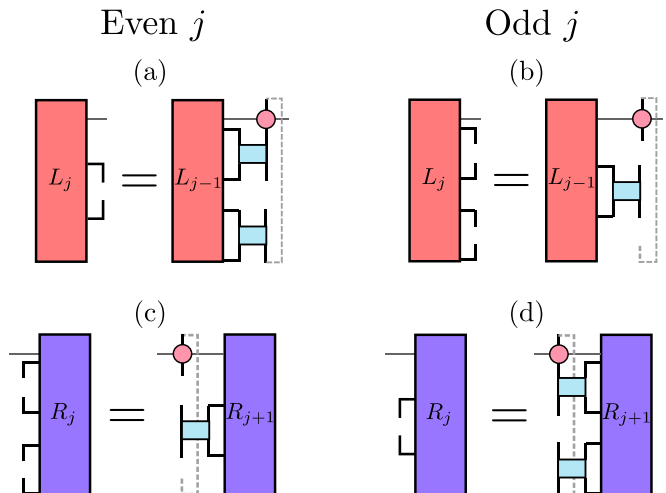 Even j
Odd j
(a)
(b)
L_j = L_{j-1}
L_j = L_{j-1}
(c)
(d)
R_j = R_{j+1}
R_j = R_{j+1}